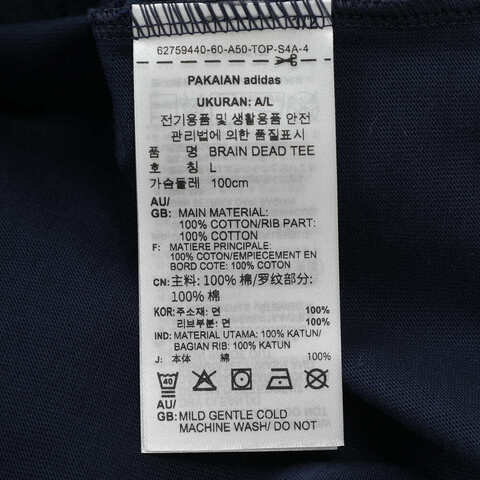 62759440-60-A50-TOP-S4A-4
PAKAIAN adidas
UKURAN: A/L
전기용품 및 생활용품 안전
관리법에 의한 품질표시
품 명 BRAIN DEAD TEE
호 칭 L
가슴둘레 100cm
AU/
GB: MAIN MATERIAL:
100% COTTON/RIB PART:
100% COTTON
F: MATIERE PRINCIPALE:
100% COTON/EMPIECEMENT EN
BORD COTE: 100% COTON
CN: 主料: 100% 棉/罗纹部分:
100% 棉
KOR: 주소재: 면 100%
리브부분: 면 100%
IND: MATERIAL UTAMA: 100% KATUN/
BAGIAN RIB: 100% KATUN
J: 本体 綿 100%
40
AU/
GB: MILD GENTLE COLD
MACHINE WASH/ DO NOT